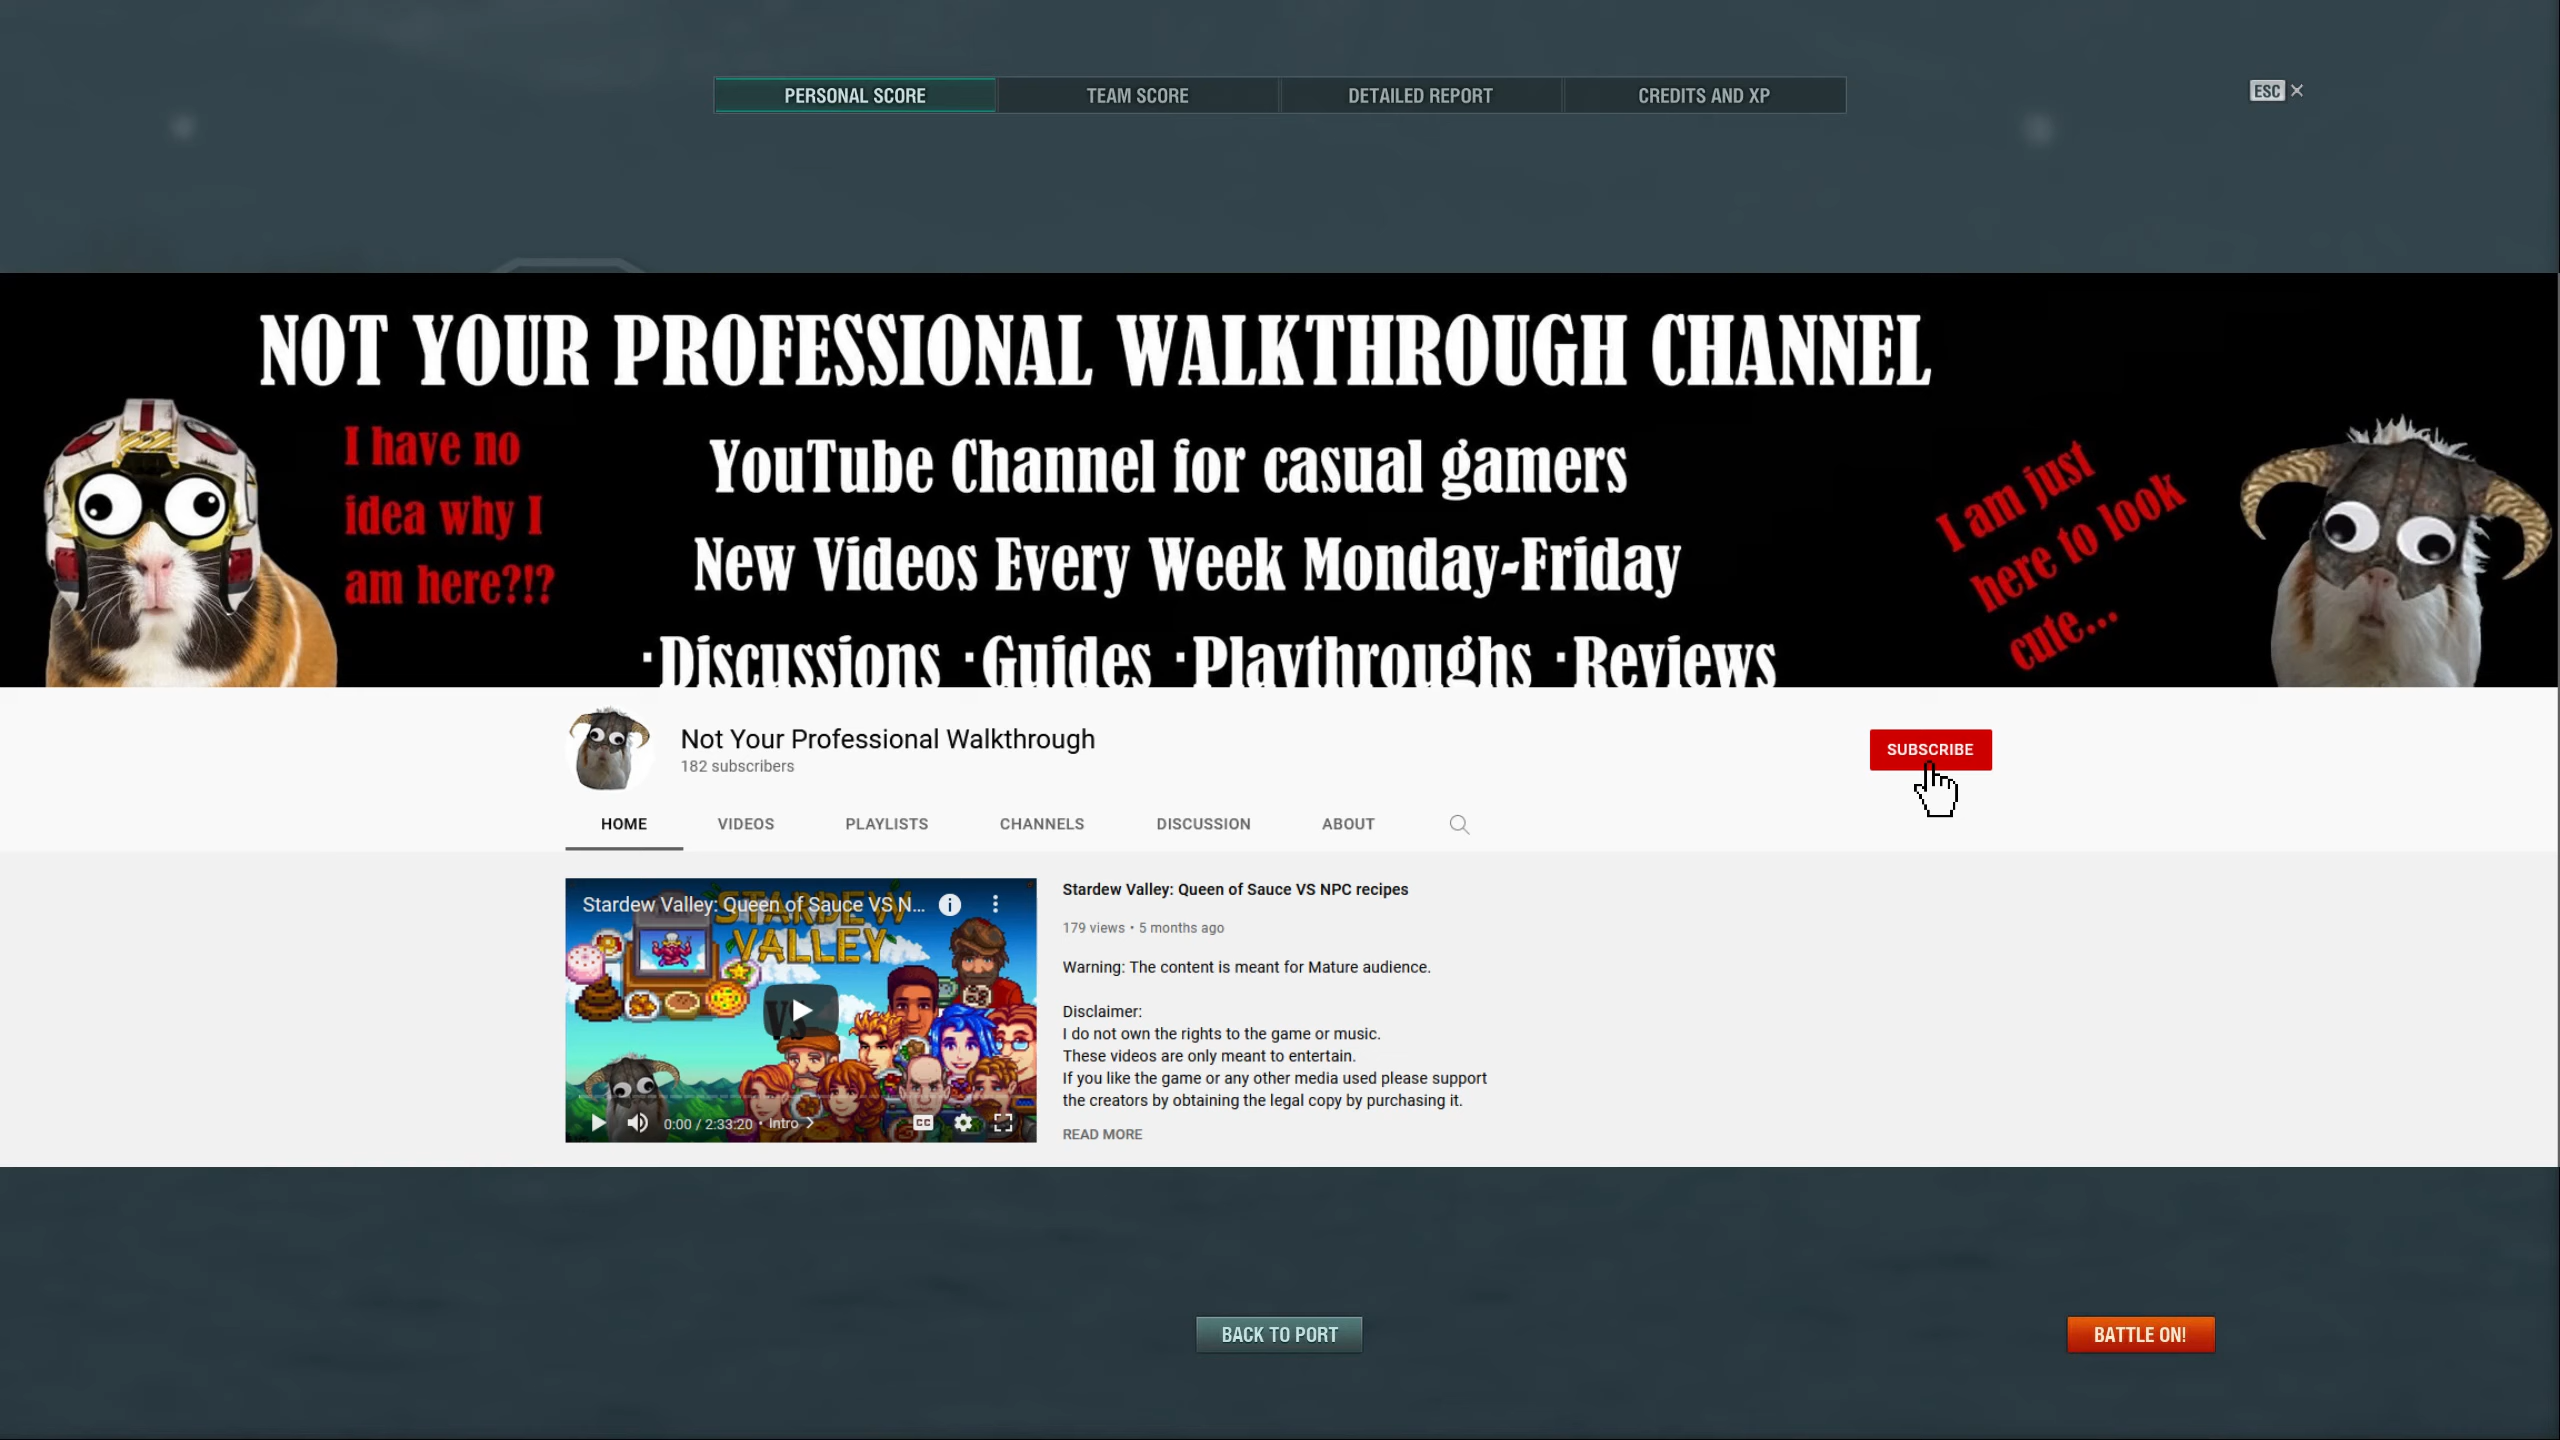 PERSONAL SCORE
TEAM SCORE
DETAILED REPORT
CREDITS AND XP
ESC
NOT YOUR PROFESSIONAL WALKTHROUGH CHANNEL
I have no
idea why I
am here?!?
YouTube Channel for casual gamers
New Videos Every Week Monday-Friday
·Discussions ·Guides ·Playthroughs ·Reviews
I am just
here to look
cute...
Not Your Professional Walkthrough
182 subscribers
SUBSCRIBE
HOME
VIDEOS
PLAYLISTS
CHANNELS
DISCUSSION
ABOUT
Stardew Valley: Queen of Sauce VS N...
STARDEW
VALLEY
VS
0:00 / 2:33:20 • Intro
CC
Stardew Valley: Queen of Sauce VS NPC recipes
179 views • 5 months ago
Warning: The content is meant for Mature audience.
Disclaimer:
I do not own the rights to the game or music.
These videos are only meant to entertain.
If you like the game or any other media used please support
the creators by obtaining the legal copy by purchasing it.
READ MORE
BACK TO PORT
BATTLE ON!